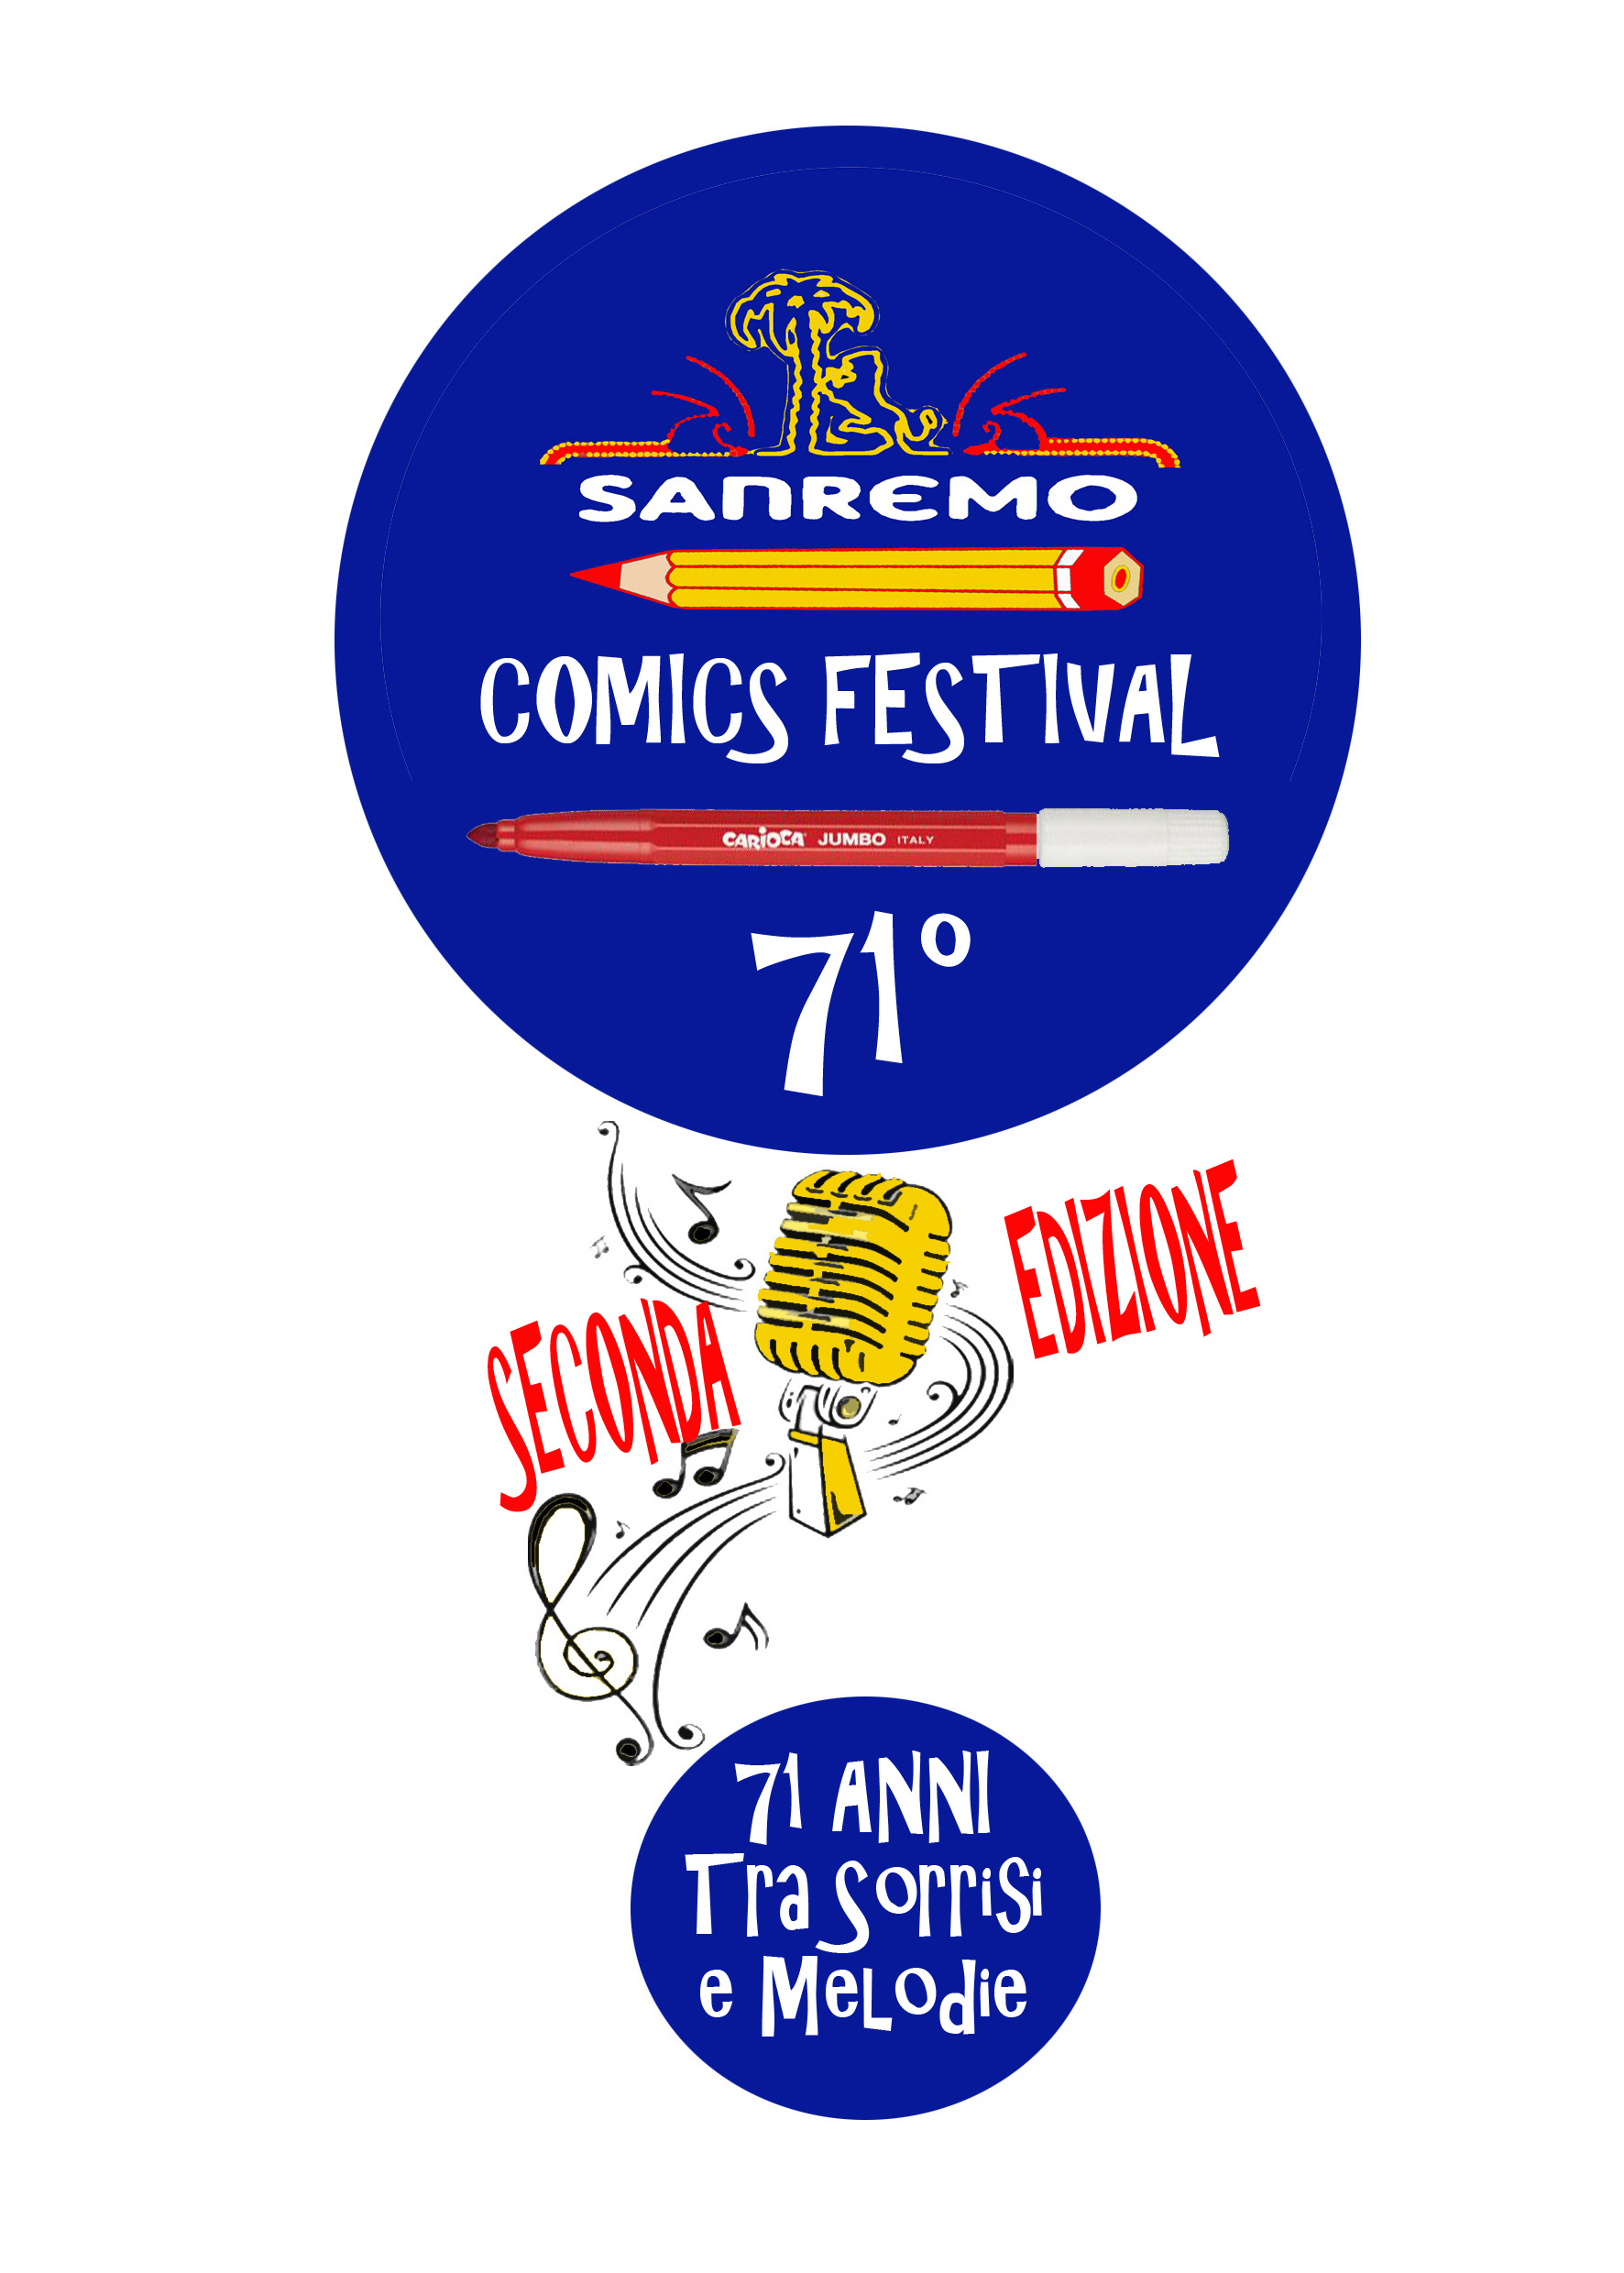 SANREMO
COMICS FESTIVAL
CARIOCA JUMBO ITALY
71°
SECONDA EDIZIONE
71 ANNI
Tra Sorrisi
e Melodie